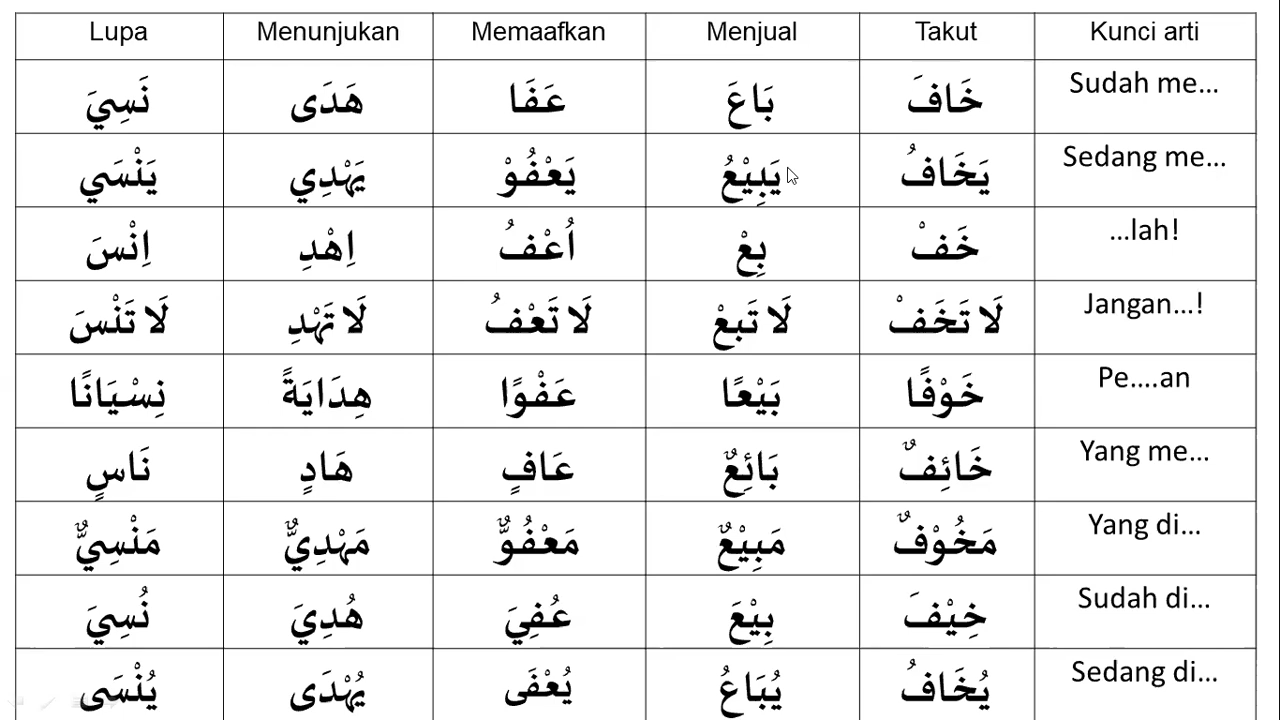 Lupa Menunjukan Memaafkan Menjual Takut Kunci arti
نَسِيَ هَدَى عَفَا بَاعَ خَافَ Sudah me...
يَنْسَي يَهْدِي يَعْفُوْ يَبِيْعُ يَخَافُ Sedang me...
اِنْسَ اِهْدِ اُعْفُ بِعْ خَفْ ...lah!
لَا تَنْسَ لَا تَهْدِ لَا تَعْفُ لَا تَبِعْ لَا تَخَفْ Jangan...!
نِسْيَانًا هِدَايَةً عَفْوًا بَيْعًا خَوْفًا Pe....an
نَاسٍ هَادٍ عَافٍ بَائِعٌ خَائِفٌ Yang me...
مَنْسِيٌّ مَهْدِيٌّ مَعْفُوٌّ مَبِيْعٌ مَخُوْفٌ Yang di...
نُسِيَ هُدِيَ عُفِيَ بِيْعَ خِيْفَ Sudah di...
يُنْسَى يُهْدَى يُعْفَى يُبَاعُ يُخَافُ Sedang di...